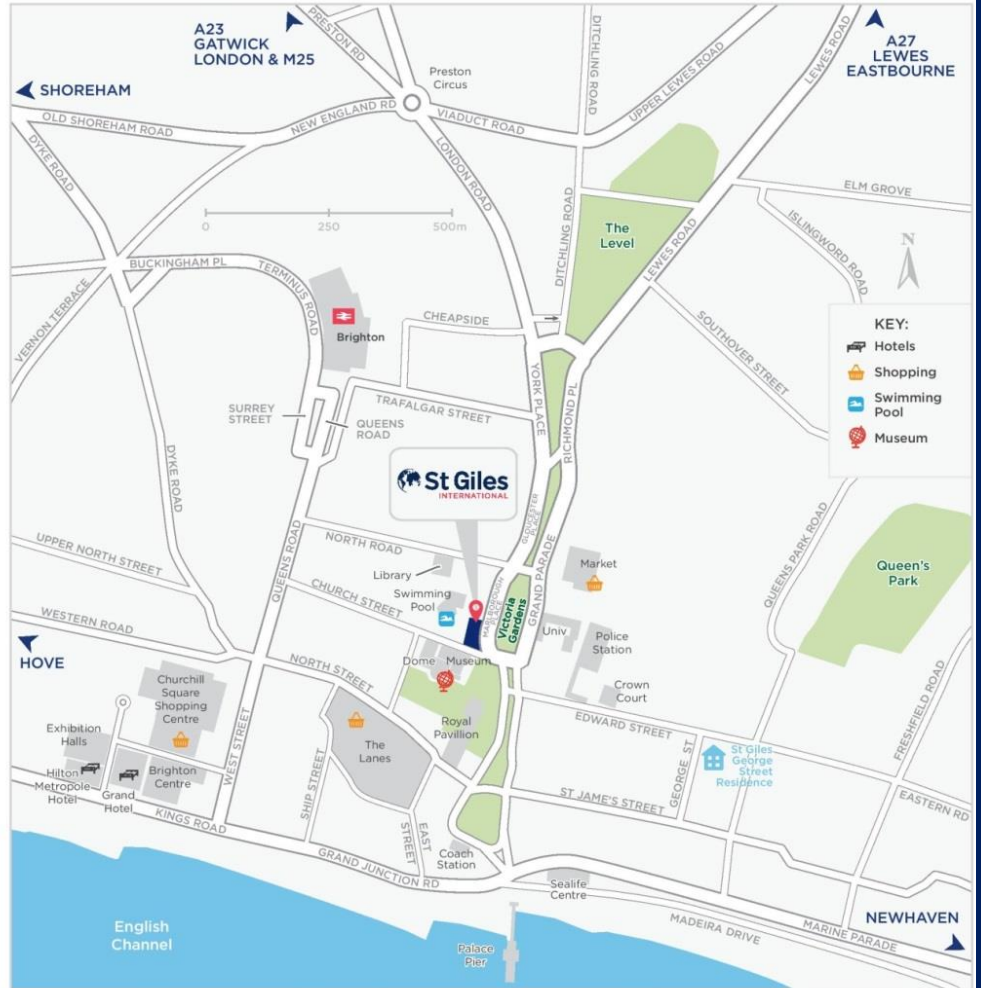 A23
GATWICK
LONDON & M25
PRESTON RD
DITCHLING ROAD
UPPER LEWES ROAD
LEWES ROAD
A27
LEWES
EASTBOURNE
SHOREHAM
Preston
Circus
OLD SHOREHAM ROAD
NEW ENGLAND RD
VIADUCT ROAD
DYKE ROAD
LONDON ROAD
ELM GROVE
ISLINGWORD ROAD
0 250 500m
DITCHLING ROAD
The
Level
LEWES ROAD
N
BUCKINGHAM PL
TERMINUS ROAD
VERNON TERRACE
Brighton
CHEAPSIDE
SOUTHOVER STREET
KEY:
Hotels
Shopping
Swimming
Pool
Museum
SURREY
STREET
QUEENS
ROAD
TRAFALGAR STREET
YORK PLACE
RICHMOND PL
DYKE ROAD
St Giles
INTERNATIONAL
GLOUCESTER
PLACE
QUEENS ROAD
NORTH ROAD
GRAND PARADE
UPPER NORTH STREET
Library
CHURCH STREET
Swimming
Pool
MARLBOROUGH
PLACE
Victoria
Gardens
Market
QUEENS PARK ROAD
Queen's
Park
WESTERN ROAD
HOVE
Univ
Police
Station
NORTH STREET
Dome
Museum
Crown
Court
Churchill
Square
Shopping
Centre
Royal
Pavillion
EDWARD STREET
FRESHFIELD ROAD
Exhibition
Halls
WEST STREET
The
Lanes
GEORGE ST
St Giles
George
Street
Residence
Hilton
Metropole
Hotel
Grand
Hotel
Brighton
Centre
SHIP STREET
ST JAME'S STREET
EASTERN RD
KINGS ROAD
EAST
STREET
Coach
Station
GRAND JUNCTION RD
Sealife
Centre
MADEIRA DRIVE
MARINE PARADE
NEWHAVEN
English
Channel
Palace
Pier